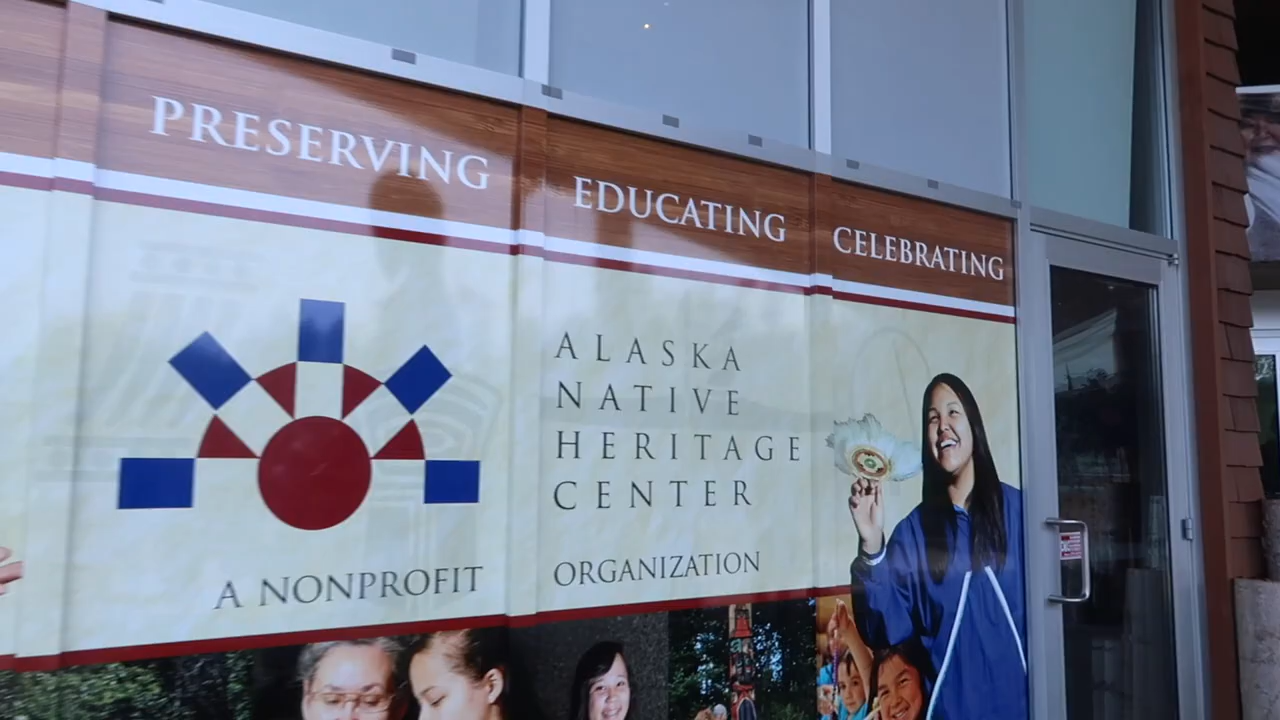 PRESERVING
EDUCATING
CELEBRATING
ALASKA
NATIVE
HERITAGE
CENTER
A NONPROFIT ORGANIZATION